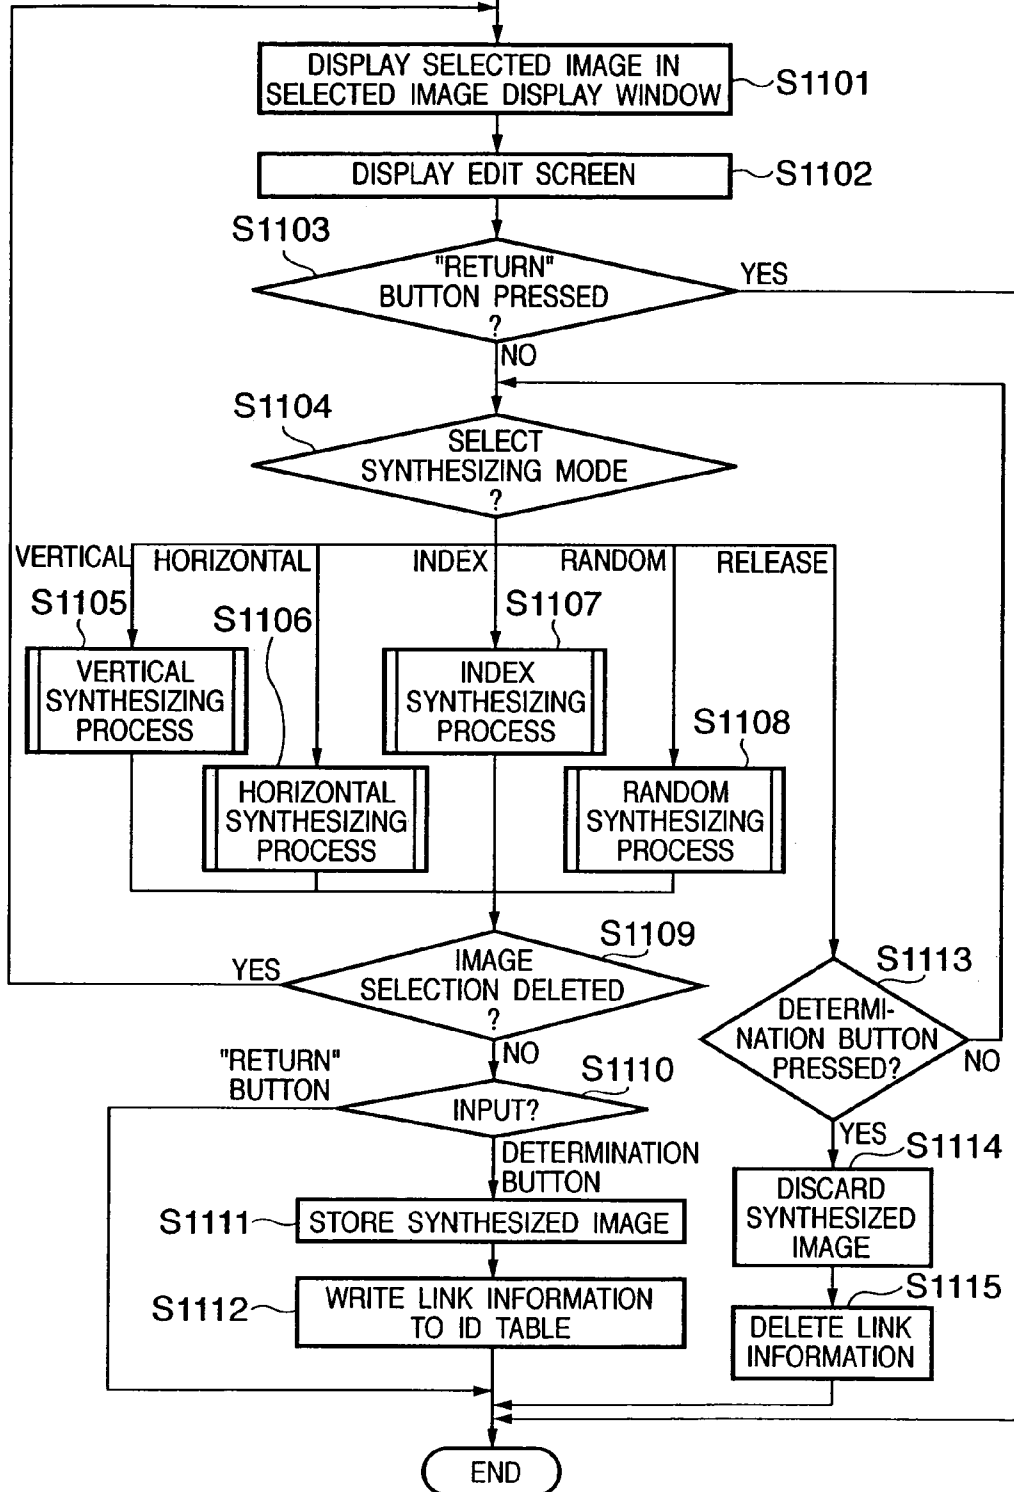 DISPLAY SELECTED IMAGE IN
SELECTED IMAGE DISPLAY WINDOW
S1101
DISPLAY EDIT SCREEN
S1102
S1103
"RETURN"
BUTTON PRESSED
?
YES
NO
S1104
SELECT
SYNTHESIZING MODE
?
VERTICAL
HORIZONTAL
INDEX
RANDOM
RELEASE
S1105
VERTICAL
SYNTHESIZING
PROCESS
S1106
HORIZONTAL
SYNTHESIZING
PROCESS
S1107
INDEX
SYNTHESIZING
PROCESS
S1108
RANDOM
SYNTHESIZING
PROCESS
S1109
IMAGE
SELECTION DELETED
?
YES
NO
S1113
DETERMI-
NATION BUTTON
PRESSED?
NO
YES
"RETURN"
BUTTON
S1110
INPUT?
DETERMINATION
BUTTON
S1111
STORE SYNTHESIZED IMAGE
S1112
WRITE LINK INFORMATION
TO ID TABLE
S1114
DISCARD
SYNTHESIZED
IMAGE
S1115
DELETE LINK
INFORMATION
END